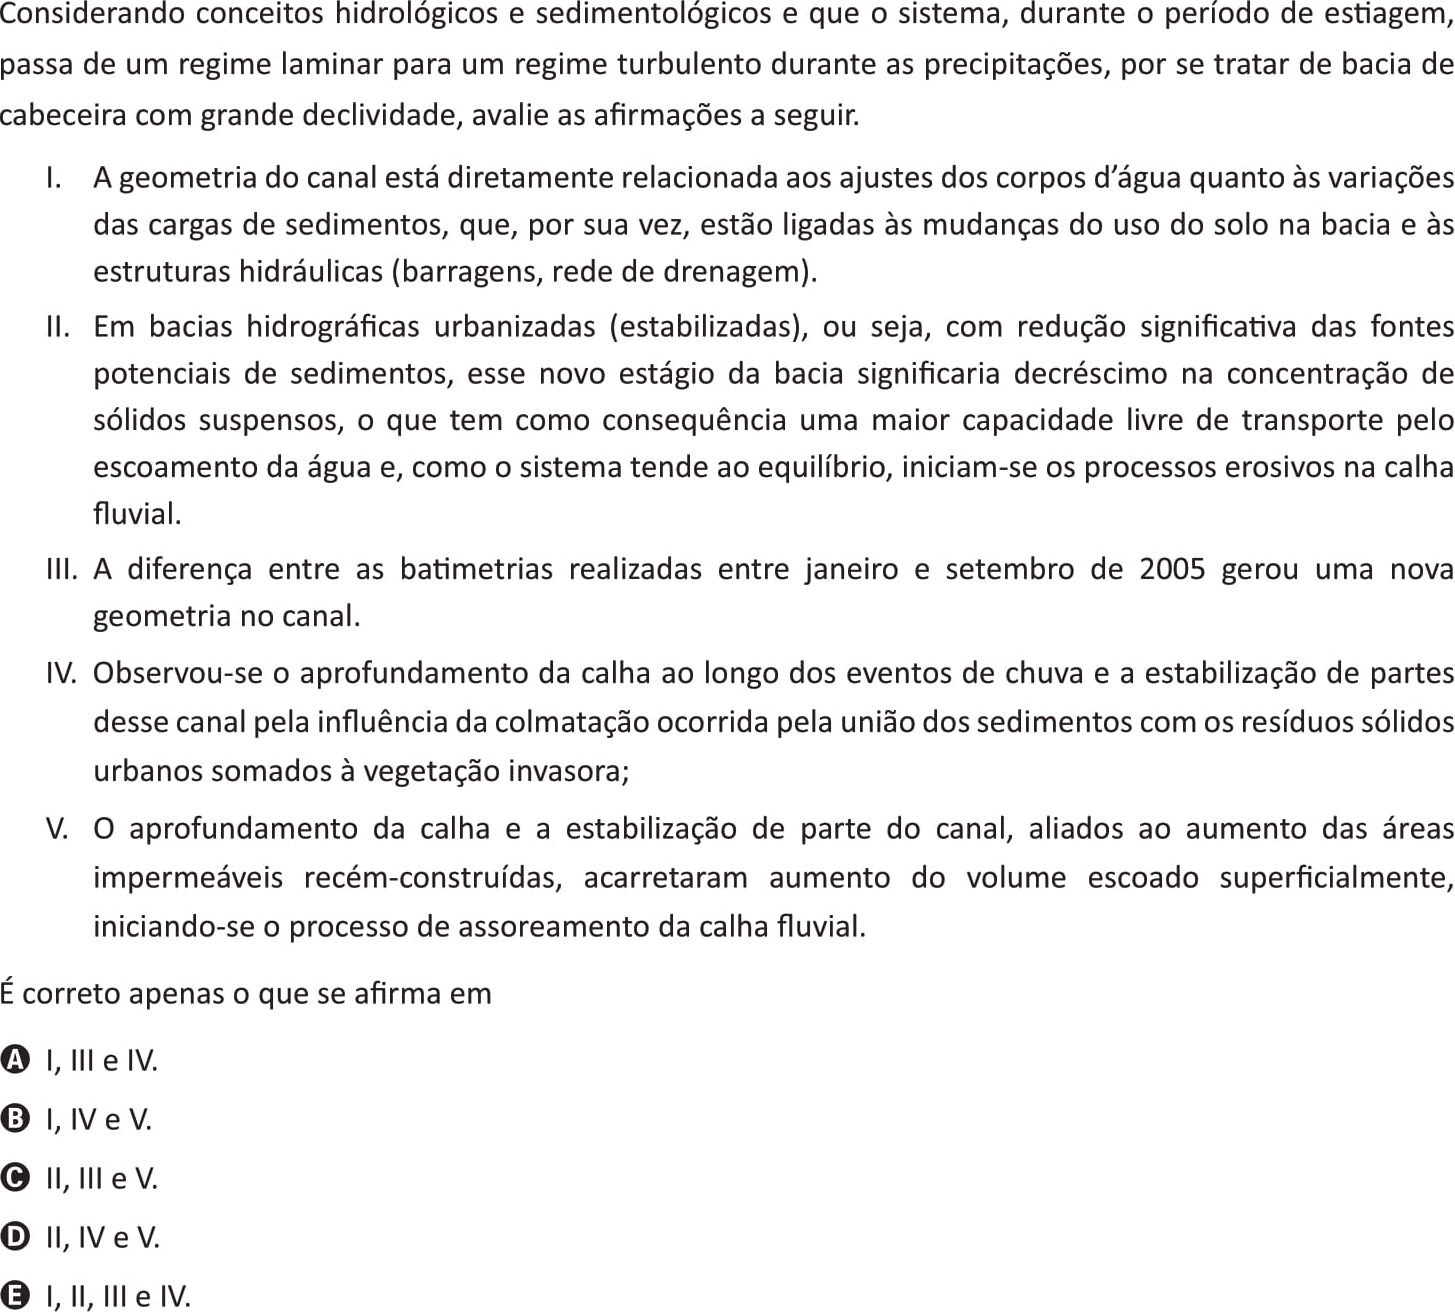 Considerando conceitos hidrológicos e sedimentológicos e que o sistema, durante o período de estiagem,
passa de um regime laminar para um regime turbulento durante as precipitações, por se tratar de bacia de
cabeceira com grande declividade, avalie as afirmações a seguir.
I. A geometria do canal está diretamente relacionada aos ajustes dos corpos d’água quanto às variações
das cargas de sedimentos, que, por sua vez, estão ligadas às mudanças do uso do solo na bacia e às
estruturas hidráulicas (barragens, rede de drenagem).
II. Em bacias hidrográficas urbanizadas (estabilizadas), ou seja, com redução significativa das fontes
potenciais de sedimentos, esse novo estágio da bacia significaria decréscimo na concentração de
sólidos suspensos, o que tem como consequência uma maior capacidade livre de transporte pelo
escoamento da água e, como o sistema tende ao equilíbrio, iniciam-se os processos erosivos na calha
fluvial.
III. A diferença entre as batimetrias realizadas entre janeiro e setembro de 2005 gerou uma nova
geometria no canal.
IV. Observou-se o aprofundamento da calha ao longo dos eventos de chuva e a estabilização de partes
desse canal pela influência da colmatação ocorrida pela união dos sedimentos com os resíduos sólidos
urbanos somados à vegetação invasora;
V. O aprofundamento da calha e a estabilização de parte do canal, aliados ao aumento das áreas
impermeáveis recém-construídas, acarretaram aumento do volume escoado superficialmente,
iniciando-se o processo de assoreamento da calha fluvial.
É correto apenas o que se afirma em
A I, III e IV.
B I, IV e V.
C II, III e V.
D II, IV e V.
E I, II, III e IV.